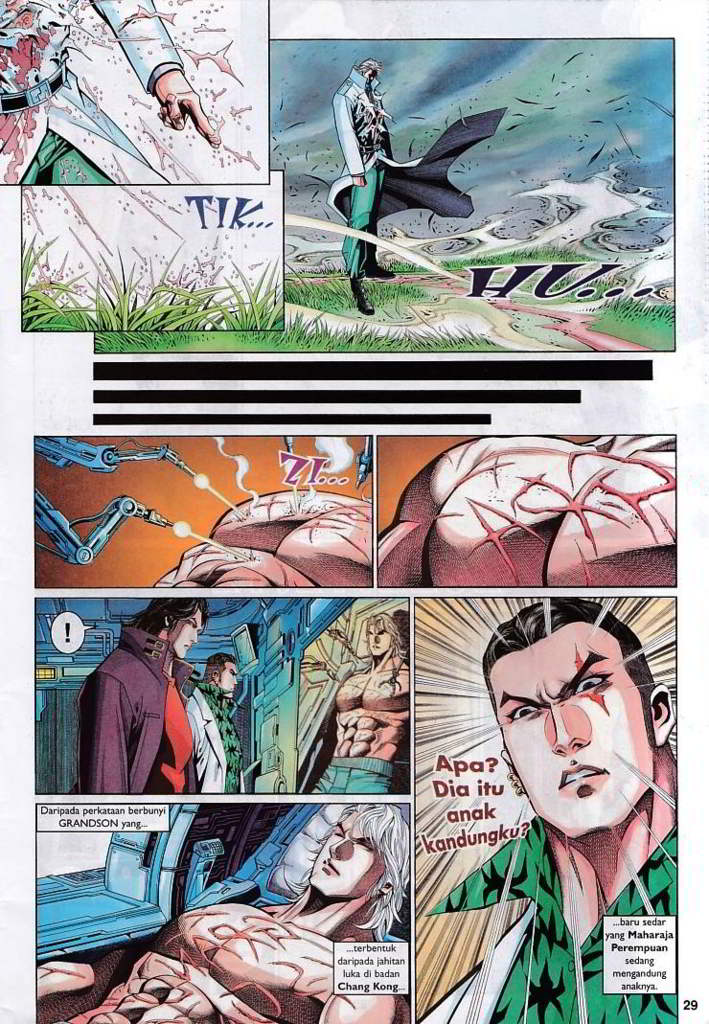 TIK...
HU...
ZI...
!
Daripada perkataan berbunyi
GRANDSON yang...
Apa?
Dia itu
anak
kandungku?
...terbentuk
daripada jahitan
luka di badan
Chang Kong...
...baru sedar
yang Maharaja
Perempuan
sedang
mengandung
anaknya.
29